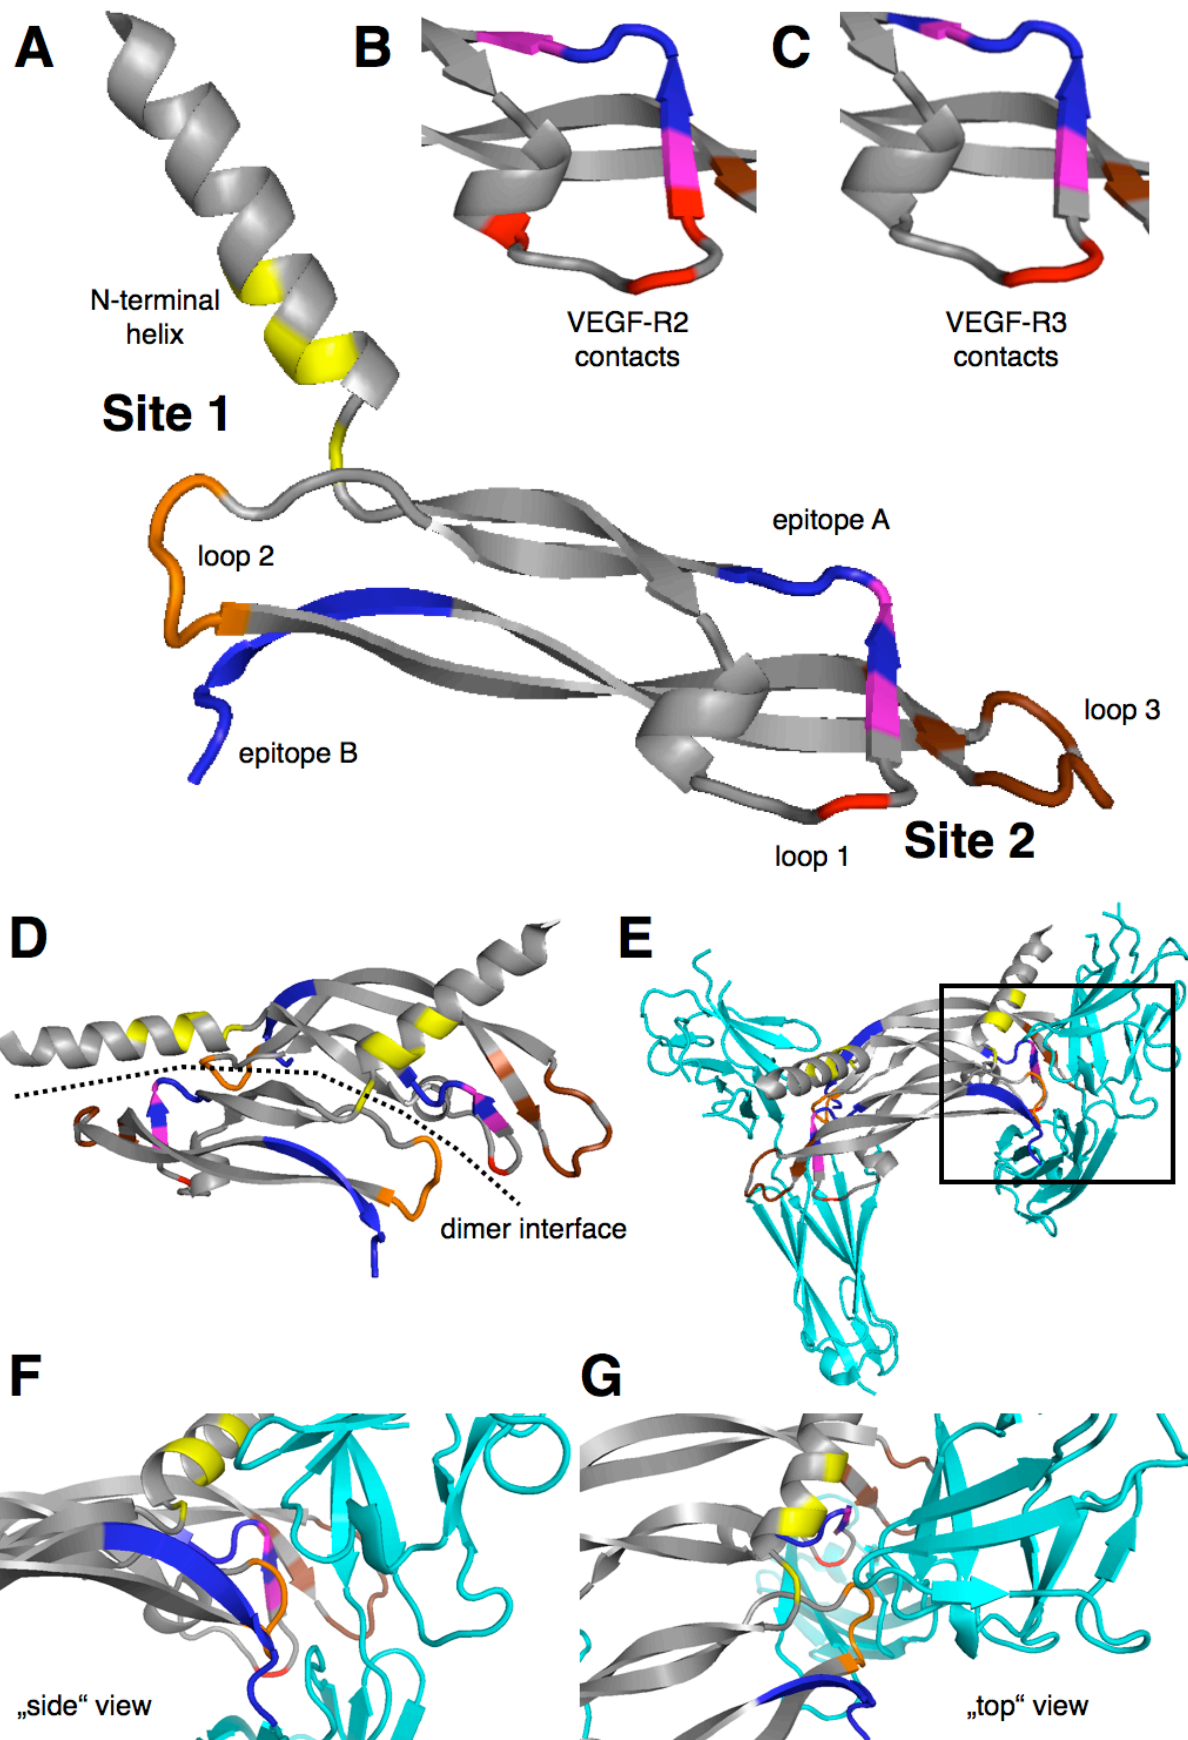 A
B
C
N-terminal
helix
VEGF-R2
contacts
VEGF-R3
contacts
Site 1
epitope A
loop 2
loop 3
epitope B
Site 2
loop 1
D
E
dimer interface
F
G
„side“ view
„top“ view